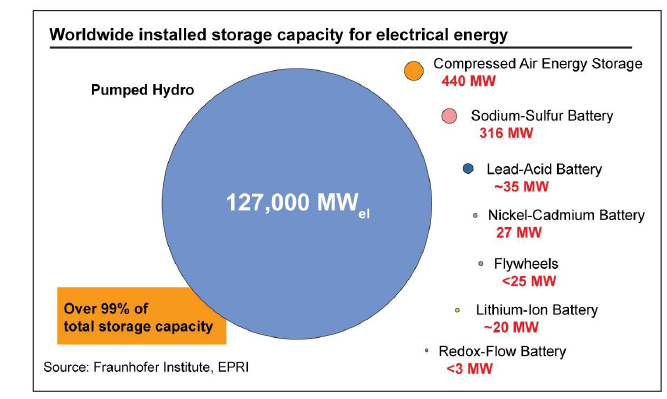 Worldwide installed storage capacity for electrical energy
Pumped Hydro
127,000 MWel
Over 99% of
total storage capacity
Compressed Air Energy Storage
440 MW
Sodium-Sulfur Battery
316 MW
Lead-Acid Battery
~35 MW
Nickel-Cadmium Battery
27 MW
Flywheels
<25 MW
Lithium-Ion Battery
~20 MW
Redox-Flow Battery
<3 MW
Source: Fraunhofer Institute, EPRI